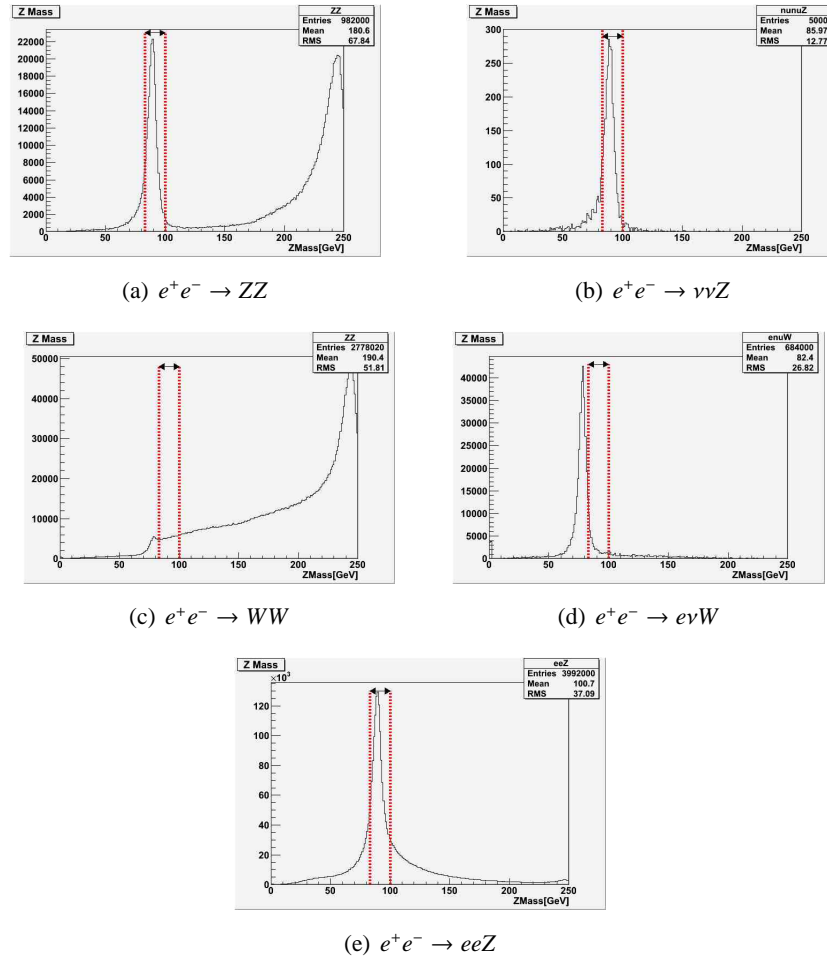 Z Mass
ZZ
Entries 982000
Mean 180.6
RMS 67.84
22000
20000
18000
16000
14000
12000
10000
8000
6000
4000
2000
0
0 50 100 150 200 250
ZMass[GeV]
(a) e⁺e⁻ → ZZ
Z Mass
nunuZ
Entries 5000
Mean 85.97
RMS 12.77
300
250
200
150
100
50
0
0 50 100 150 200 250
ZMass[GeV]
(b) e⁺e⁻ → ννZ
Z Mass
ZZ
Entries 2778020
Mean 190.4
RMS 51.81
50000
40000
30000
20000
10000
0
0 50 100 150 200 250
ZMass[GeV]
(c) e⁺e⁻ → WW
Z Mass
enuW
Entries 684000
Mean 82.4
RMS 26.82
40000
35000
30000
25000
20000
15000
10000
5000
0
0 50 100 150 200 250
ZMass[GeV]
(d) e⁺e⁻ → eνW
Z Mass
eeZ
Entries 3992000
Mean 100.7
RMS 37.09
×10³
120
100
80
60
40
20
0
0 50 100 150 200 250
ZMass[GeV]
(e) e⁺e⁻ → eeZ